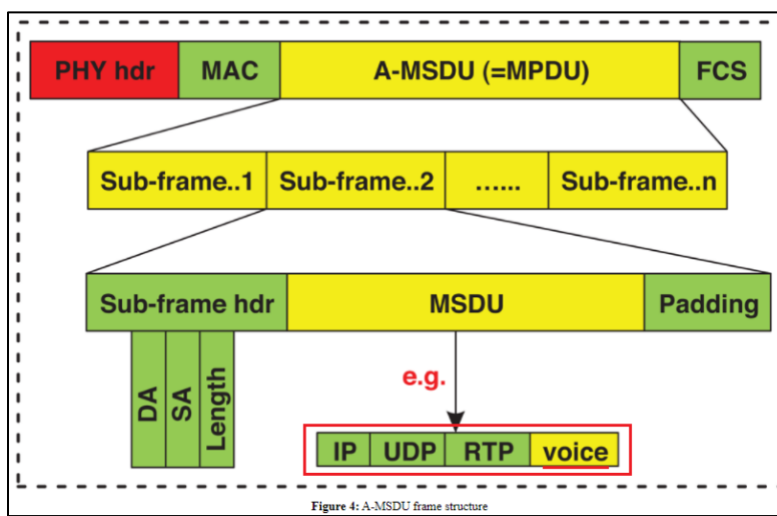 PHY hdr MAC A-MSDU (=MPDU) FCS
Sub-frame..1 Sub-frame..2 …... Sub-frame..n
Sub-frame hdr MSDU Padding
DA SA Length
e.g.
IP UDP RTP voice
Figure 4: A-MSDU frame structure